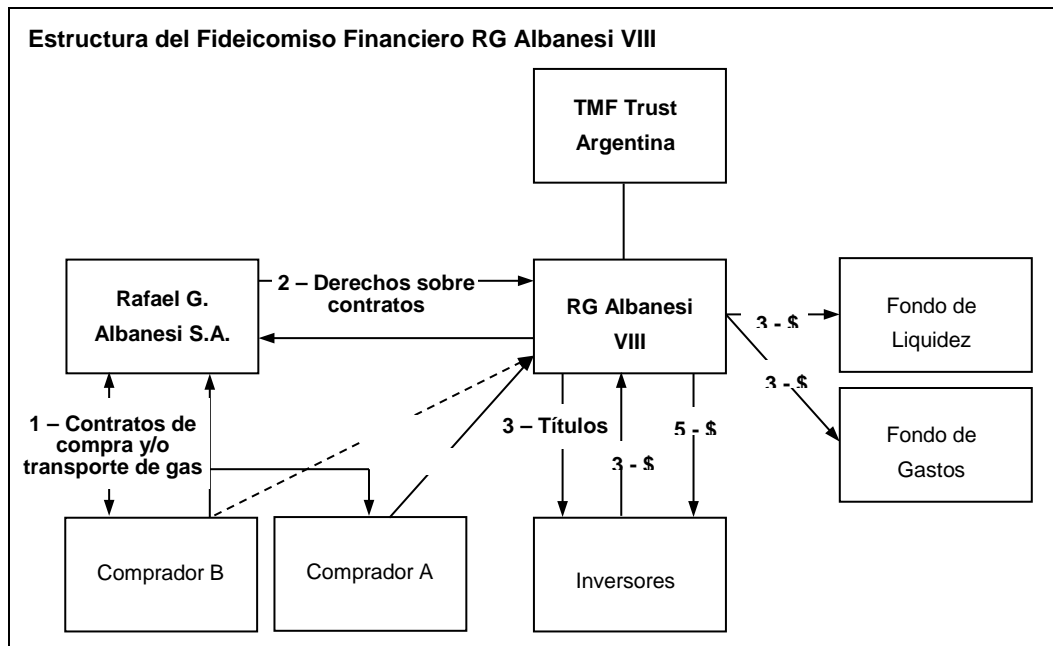 Estructura del Fideicomiso Financiero RG Albanesi VIII
TMF Trust
Argentina
Rafael G.
Albanesi S.A.
2 – Derechos sobre
contratos
RG Albanesi
VIII
3 - $
Fondo de
Liquidez
3 - $
Fondo de
Gastos
1 – Contratos de
compra y/o
transporte de gas
3 – Títulos
3 - $
5 - $
Comprador B
Comprador A
Inversores